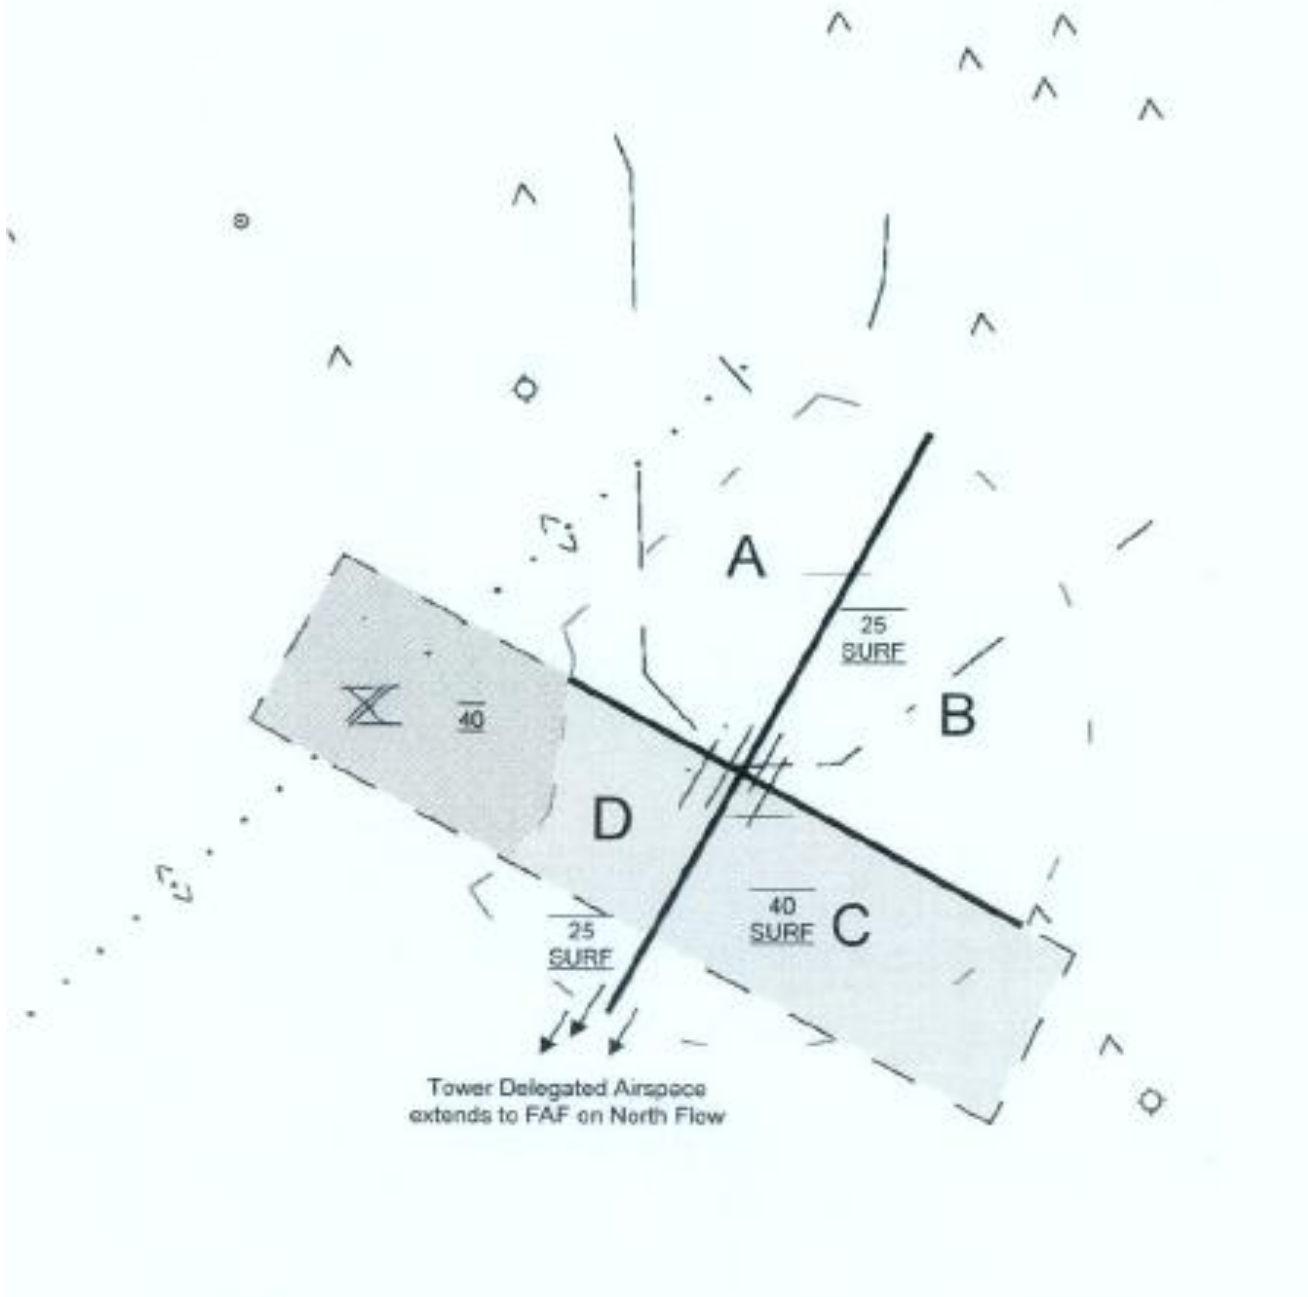 A
25
SURF
B
40
D
40
SURF
C
25
SURF
Tower Delegated Airspace
extends to FAF on North Flow